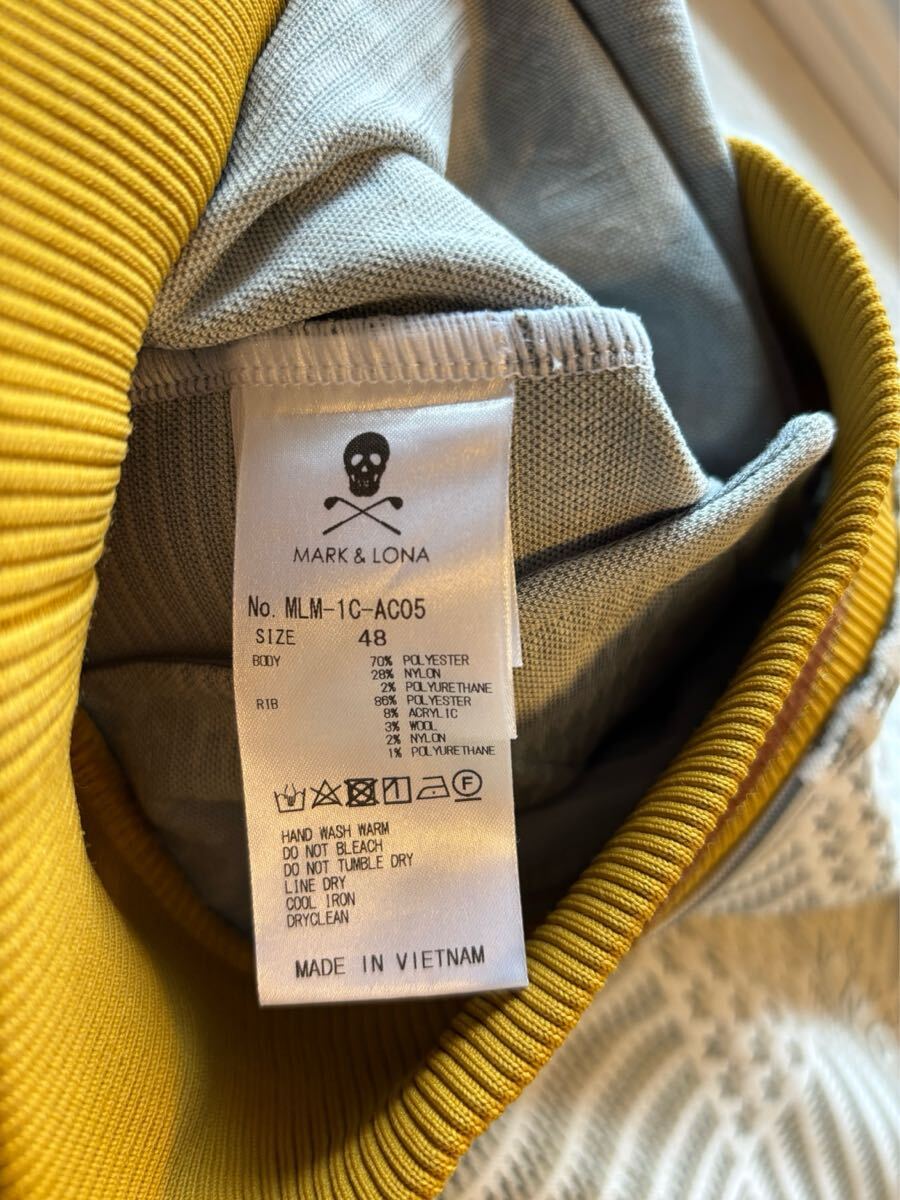 MARK & LONA
No. MLM-1C-AC05
SIZE 48
BODY 70% POLYESTER
28% NYLON
2% POLYURETHANE
RIB 86% POLYESTER
8% ACRYLIC
3% WOOL
2% NYLON
1% POLYURETHANE
F
HAND WASH WARM
DO NOT BLEACH
DO NOT TUMBLE DRY
LINE DRY
COOL IRON
DRYCLEAN
MADE IN VIETNAM